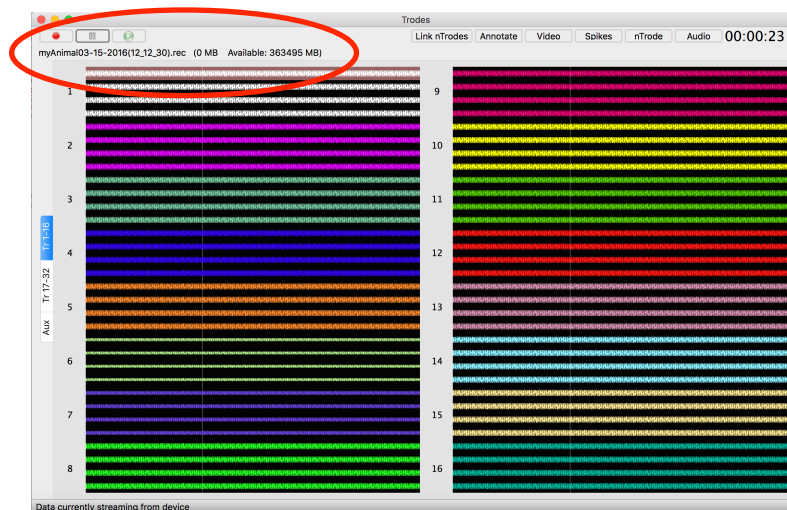 Trodes
Link nTrodes Annotate Video Spikes nTrode Audio 00:00:23
myAnimal03-15-2016(12_12_30).rec (0 MB Available: 363495 MB)
1 9
2 10
3 11
Tr 1-16
4 12
Tr 17-32
5 13
Aux
6 14
7 15
8 16
Data currently streaming from device